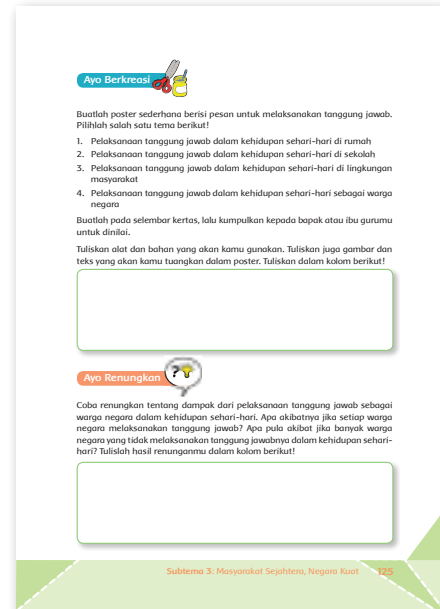 Ayo Berkreasi
Buatlah poster sederhana berisi pesan untuk melaksanakan tanggung jawab.
Pilihlah salah satu tema berikut!
1. Pelaksanaan tanggung jawab dalam kehidupan sehari-hari di rumah
2. Pelaksanaan tanggung jawab dalam kehidupan sehari-hari di sekolah
3. Pelaksanaan tanggung jawab dalam kehidupan sehari-hari di lingkungan
masyarakat
4. Pelaksanaan tanggung jawab dalam kehidupan sehari-hari sebagai warga
negara
Buatlah pada selembar kertas, lalu kumpulkan kepada bapak atau ibu gurumu
untuk dinilai.
Tuliskan alat dan bahan yang akan kamu gunakan. Tuliskan juga gambar dan
teks yang akan kamu tuangkan dalam poster. Tuliskan dalam kolom berikut!
Ayo Renungkan
?
Coba renungkan tentang dampak dari pelaksanaan tanggung jawab sebagai
warga negara dalam kehidupan sehari-hari. Apa akibatnya jika setiap warga
negara melaksanakan tanggung jawab? Apa pula akibat jika banyak warga
negara yang tidak melaksanakan tanggung jawabnya dalam kehidupan sehari-
hari? Tulislah hasil renunganmu dalam kolom berikut!
Subtema 3: Masyarakat Sejahtera, Negara Kuat 125